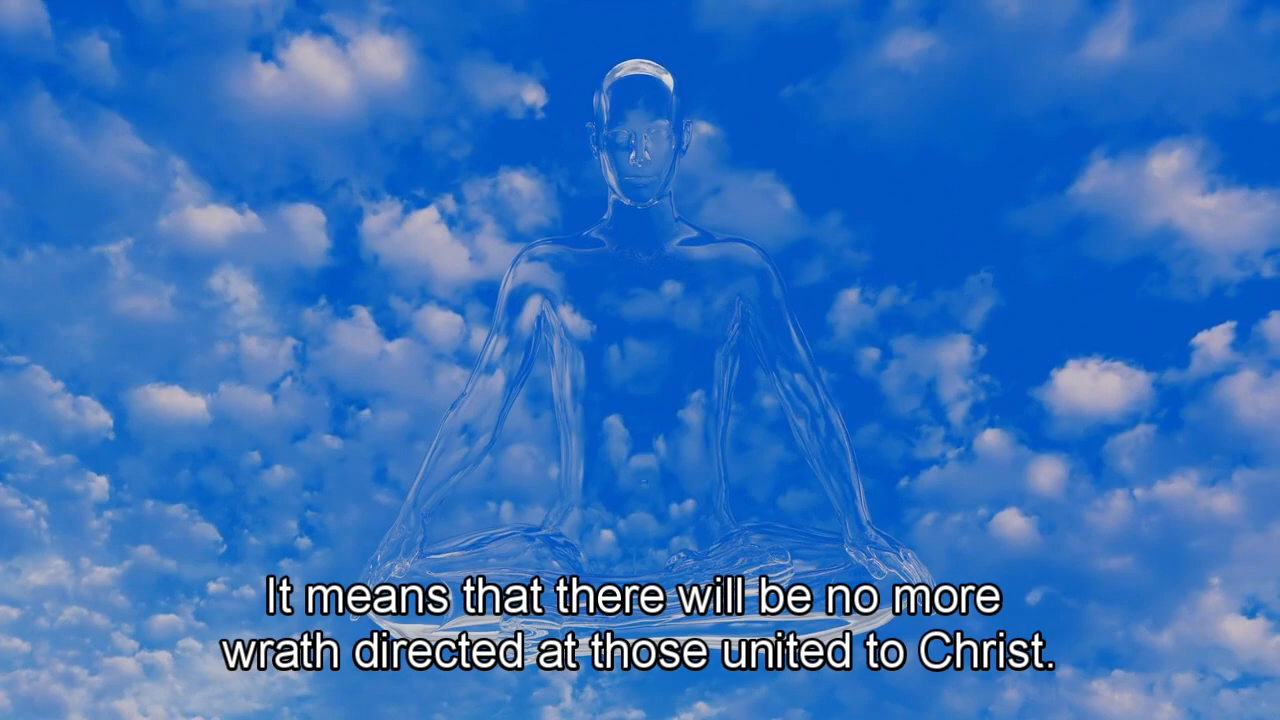 It means that there will be no more
wrath directed at those united to Christ.